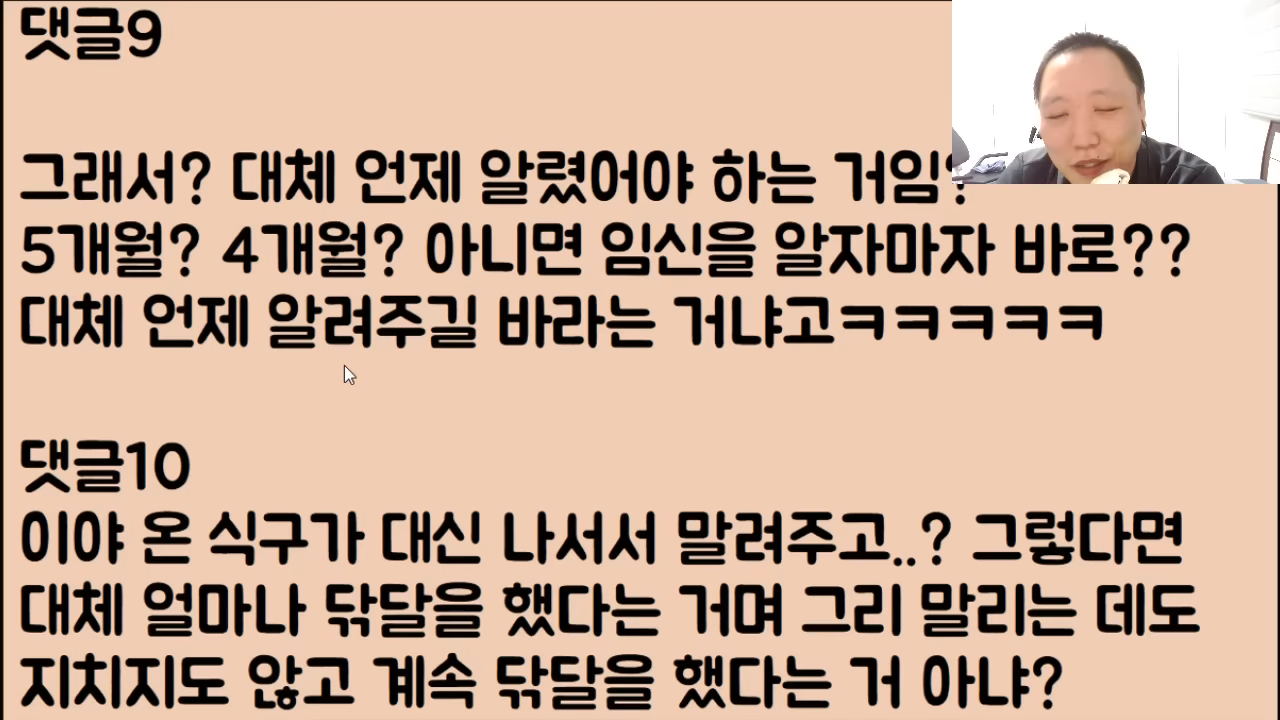 댓글9
그래서? 대체 언제 알렸어야 하는 거임?
5개월? 4개월? 아니면 임신을 알자마자 바로??
대체 언제 알려주길 바라는 거냐고ㅋㅋㅋㅋㅋ
댓글10
이야 온 식구가 대신 나서서 말려주고..? 그렇다면
대체 얼마나 닦달을 했다는 거며 그리 말리는 데도
지치지도 않고 계속 닦달을 했다는 거 아냐?